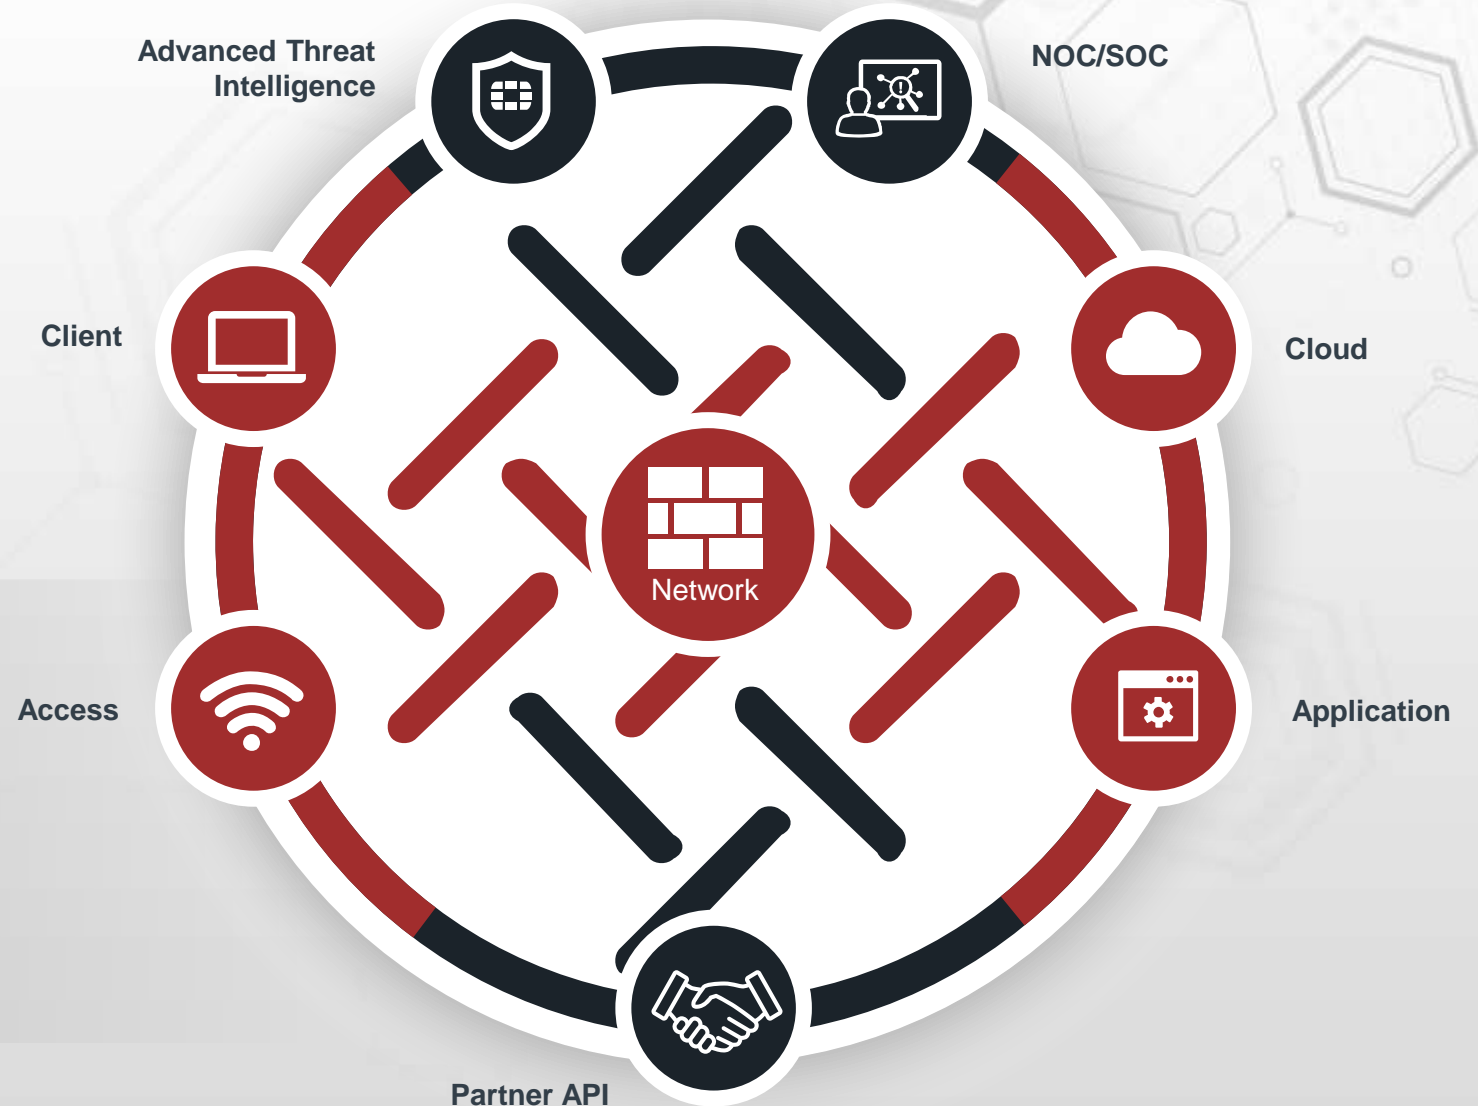 Advanced Threat
Intelligence
NOC/SOC
Client
Cloud
Network
Access
Application
Partner API